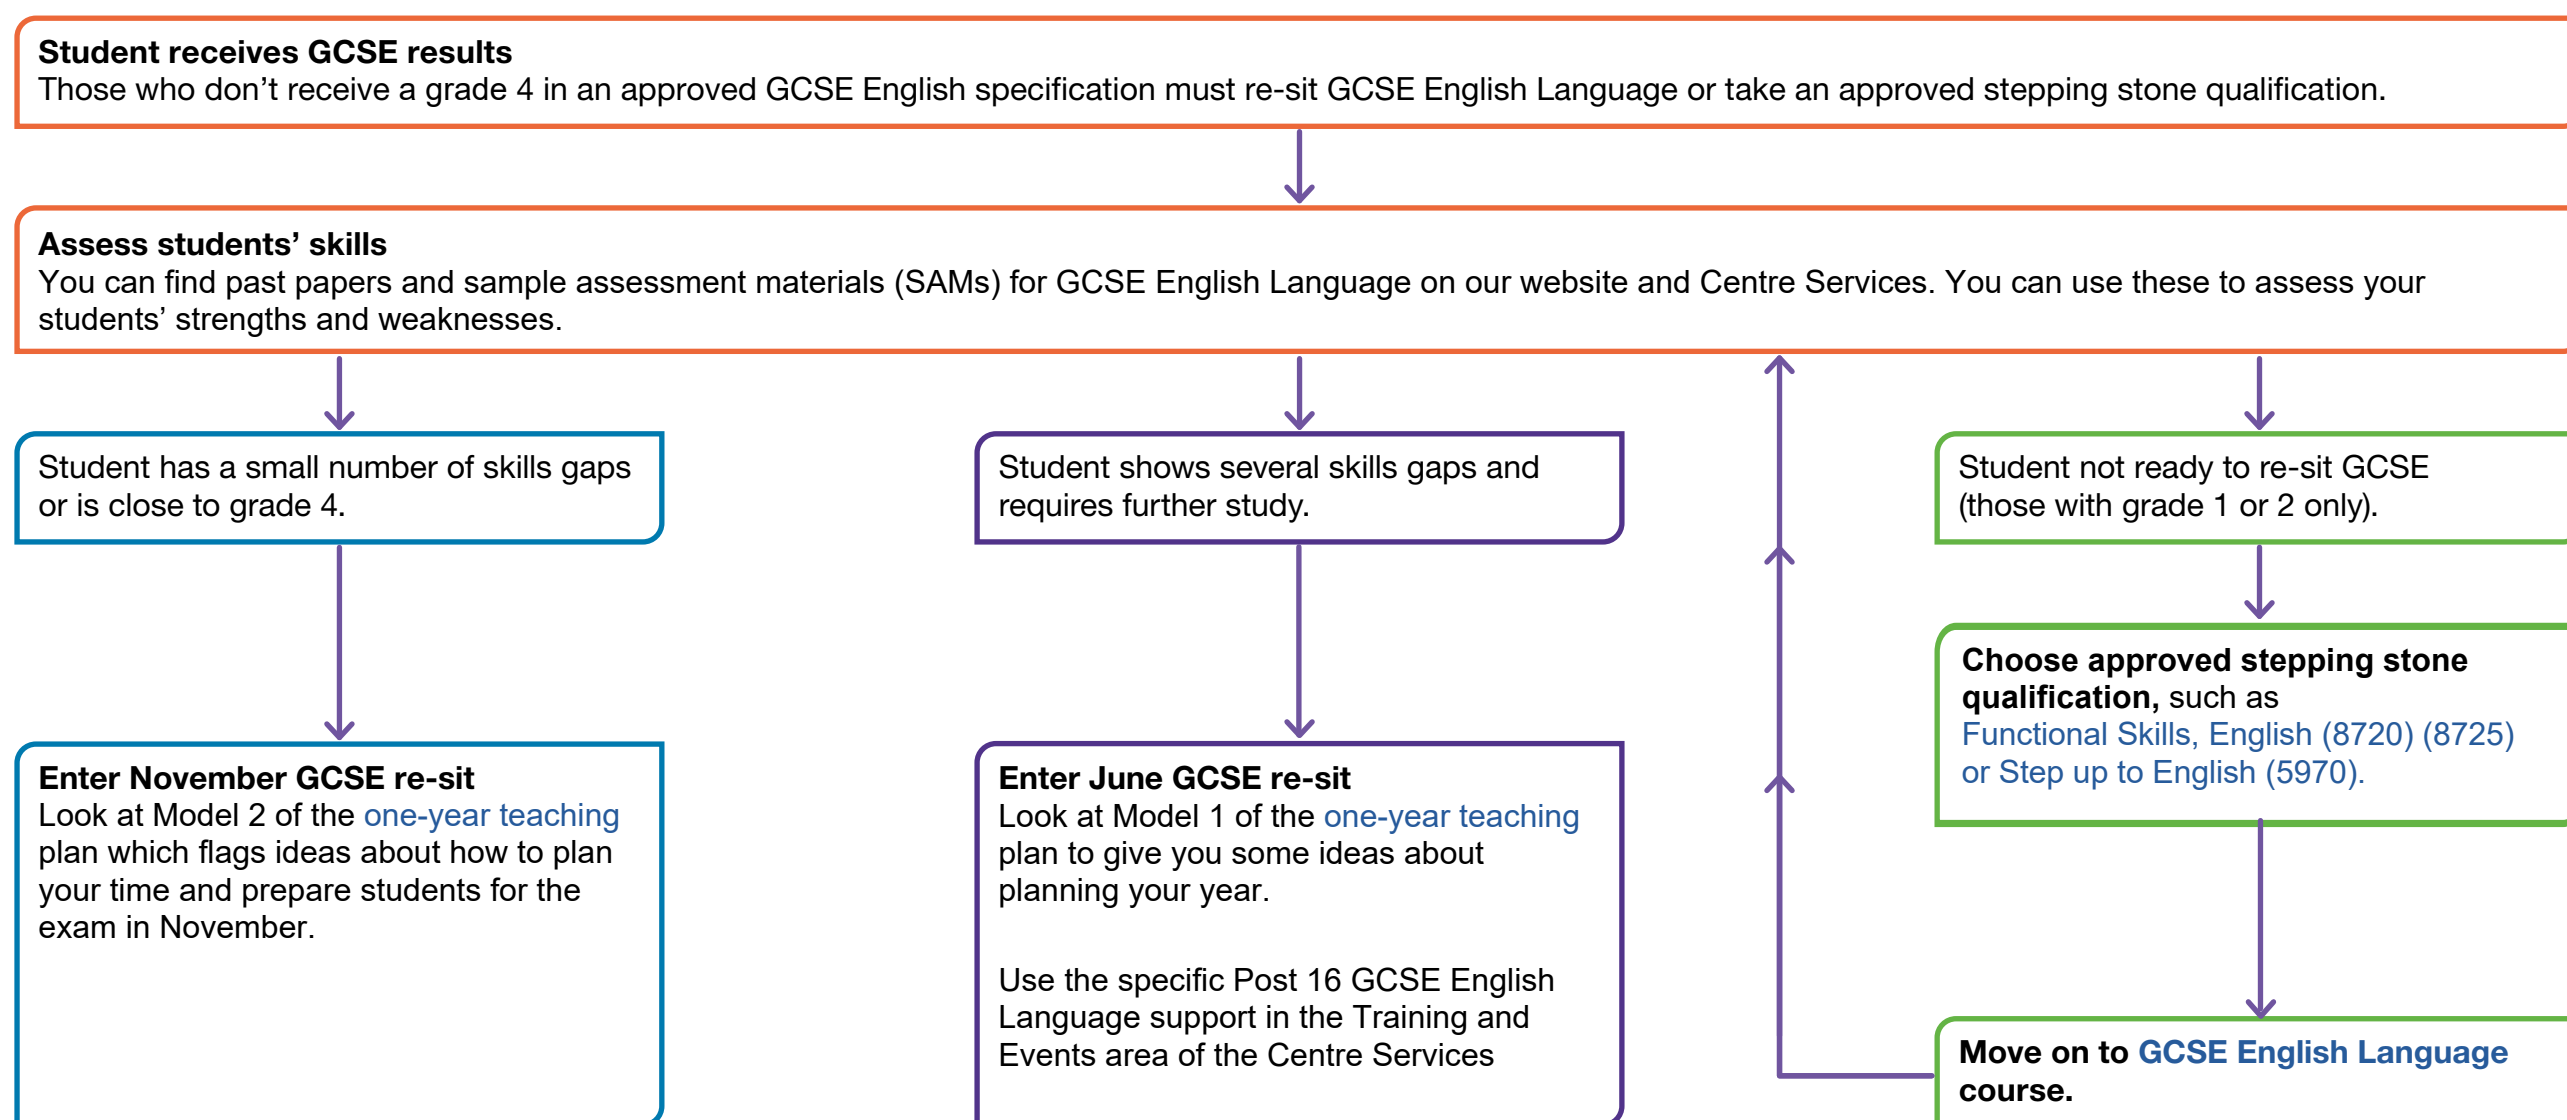 Student receives GCSE results
Those who don’t receive a grade 4 in an approved GCSE English specification must re-sit GCSE English Language or take an approved stepping stone qualification.
Assess students’ skills
You can find past papers and sample assessment materials (SAMs) for GCSE English Language on our website and Centre Services. You can use these to assess your
students’ strengths and weaknesses.
Student has a small number of skills gaps
or is close to grade 4.
Student shows several skills gaps and
requires further study.
Student not ready to re-sit GCSE
(those with grade 1 or 2 only).
Choose approved stepping stone
qualification, such as
Functional Skills, English (8720) (8725)
or Step up to English (5970).
Enter November GCSE re-sit
Look at Model 2 of the one-year teaching
plan which flags ideas about how to plan
your time and prepare students for the
exam in November.
Enter June GCSE re-sit
Look at Model 1 of the one-year teaching
plan to give you some ideas about
planning your year.
Use the specific Post 16 GCSE English
Language support in the Training and
Events area of the Centre Services
Move on to GCSE English Language
course.